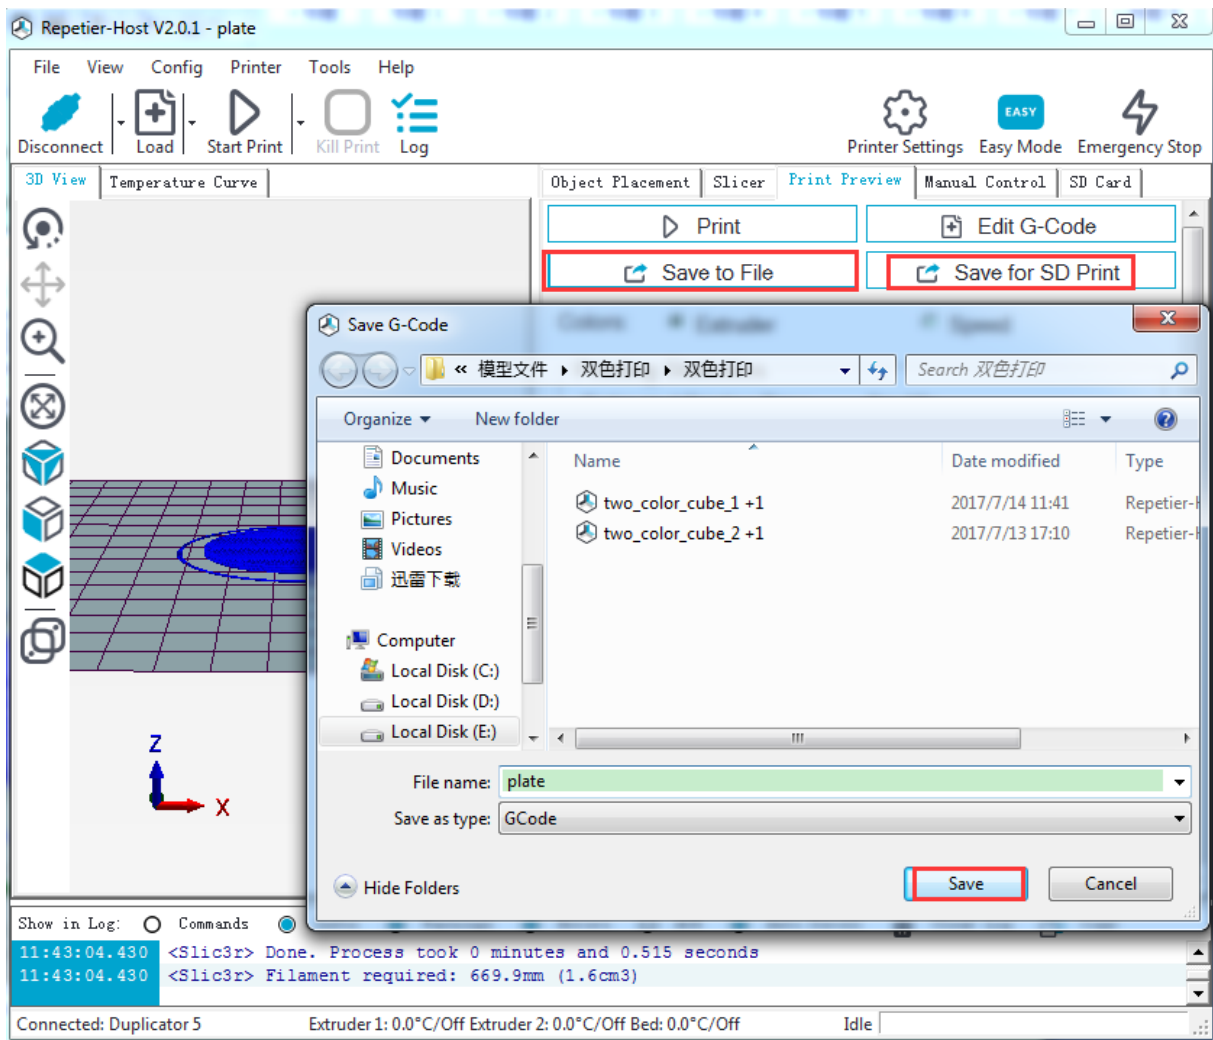 Repetier-Host V2.0.1 - plate
File View Config Printer Tools Help
EASY
Disconnect Load Start Print Kill Print Log Printer Settings Easy Mode Emergency Stop
3D View Temperature Curve Object Placement Slicer Print Preview Manual Control SD Card
Print Edit G-Code
Save to File Save for SD Print
Save G-Code
Colors: Extruder Speed
« 模型文件 双色打印 双色打印 Search 双色打印
Organize New folder
Documents Name Date modified Type
Music
two_color_cube_1 +1 2017/7/14 11:41 Repetier-H
Pictures
two_color_cube_2 +1 2017/7/13 17:10 Repetier-H
Videos
迅雷下载
Computer
Local Disk (C:)
Local Disk (D:)
Local Disk (E:)
Z
X
File name: plate
Save as type: GCode
Hide Folders Save Cancel
Show in Log: Commands
11:43:04.430 <Slic3r> Done. Process took 0 minutes and 0.515 seconds
11:43:04.430 <Slic3r> Filament required: 669.9mm (1.6cm3)
Connected: Duplicator 5 Extruder 1: 0.0°C/Off Extruder 2: 0.0°C/Off Bed: 0.0°C/Off Idle